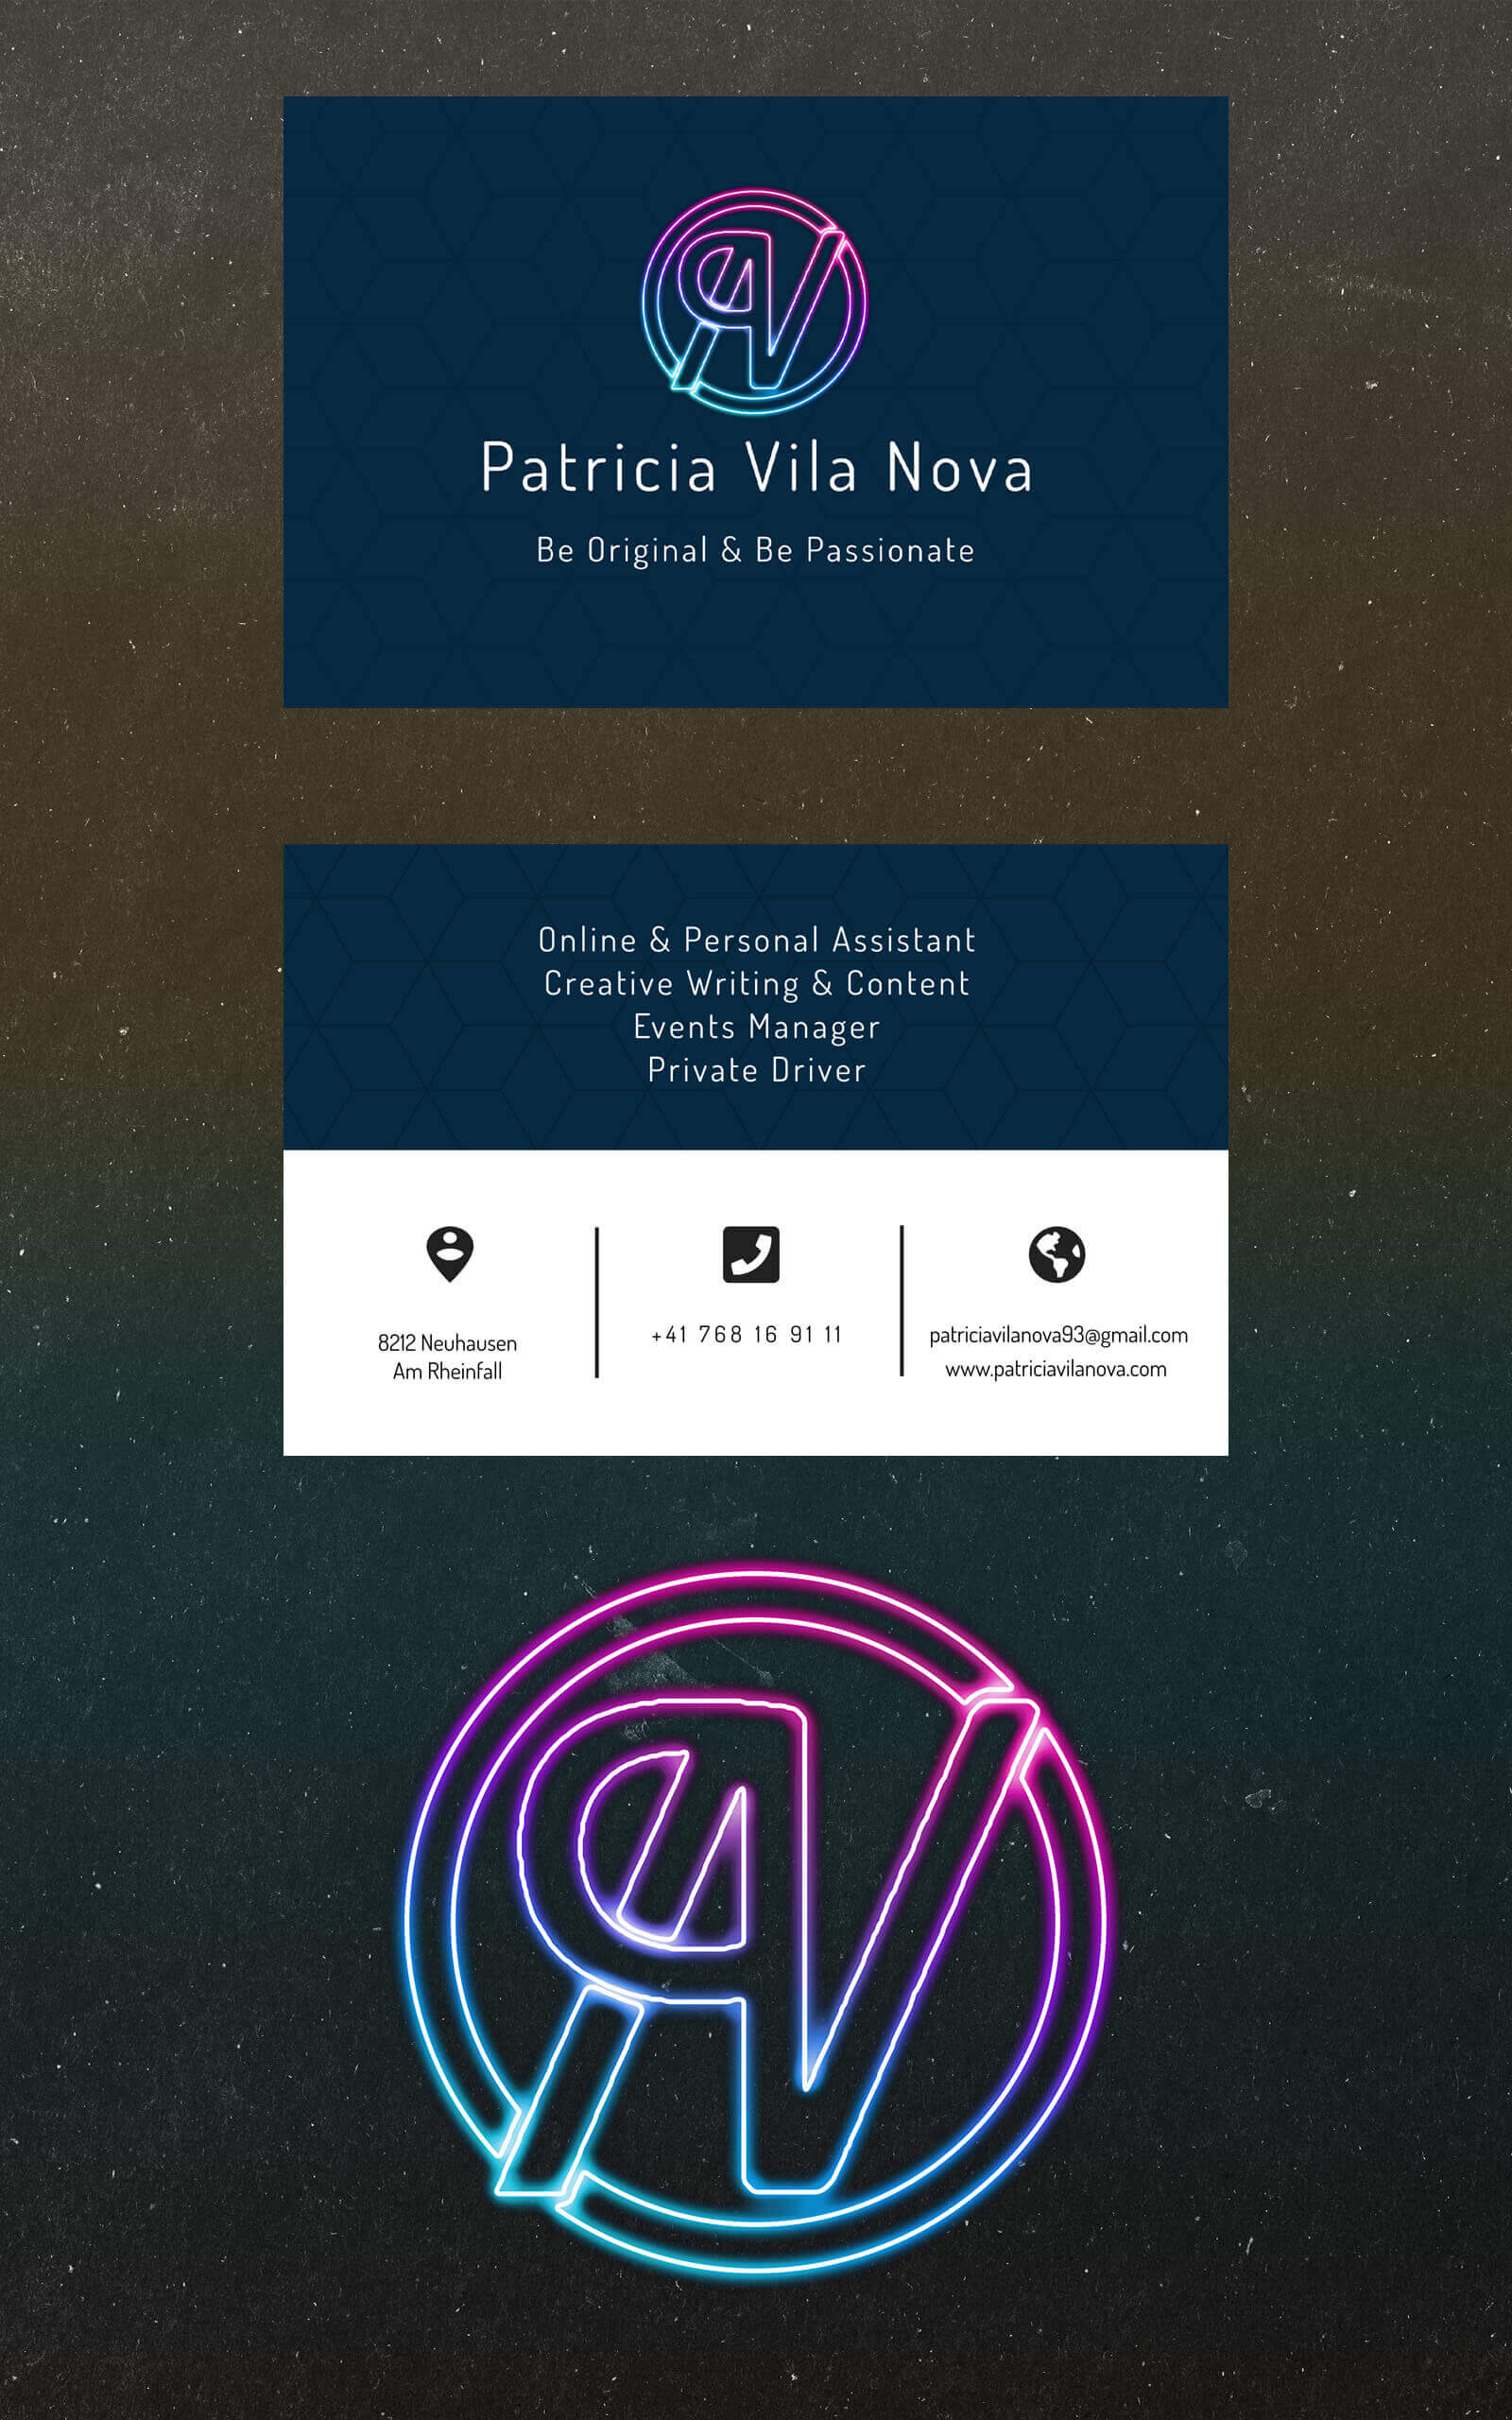 Patricia Vila Nova
Be Original & Be Passionate
Online & Personal Assistant
Creative Writing & Content
Events Manager
Private Driver
8212 Neuhausen
Am Rheinfall
+41 768 16 91 11
patriciavilanova93@gmail.com
www.patriciavilanova.com